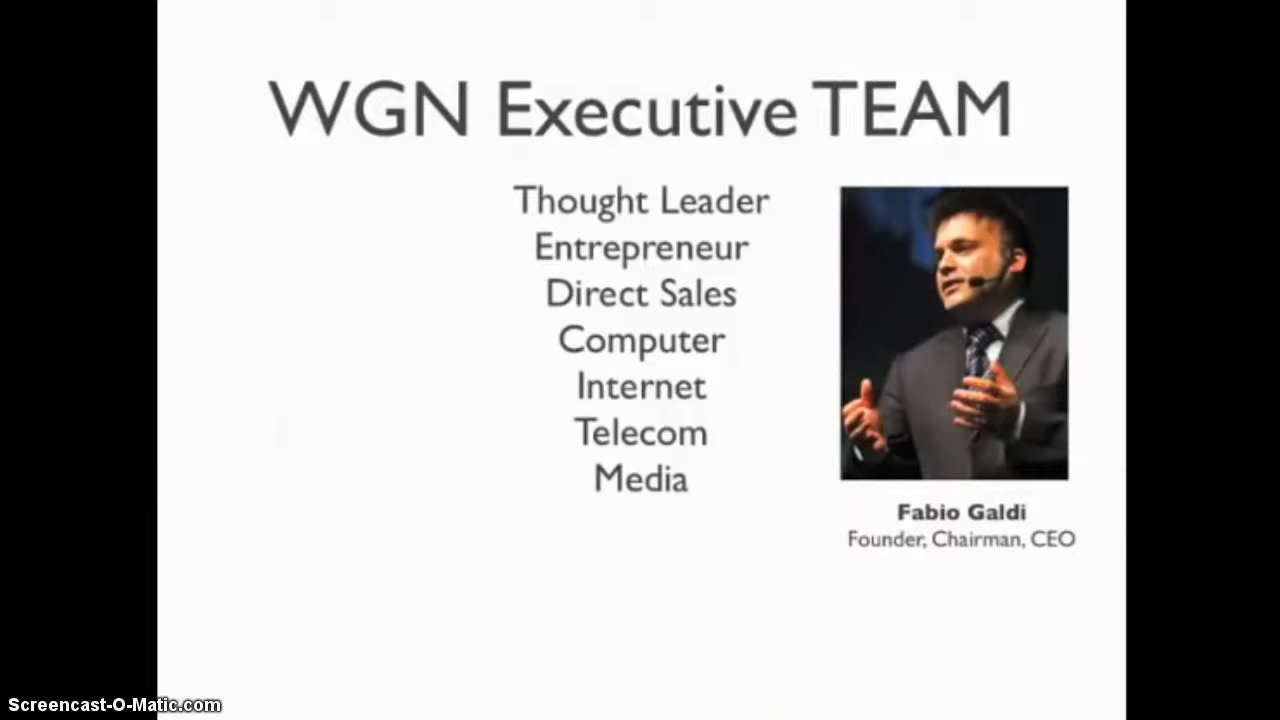 WGN Executive TEAM
Thought Leader
Entrepreneur
Direct Sales
Computer
Internet
Telecom
Media
Fabio Galdi
Founder, Chairman, CEO
Screencast-O-Matic.com